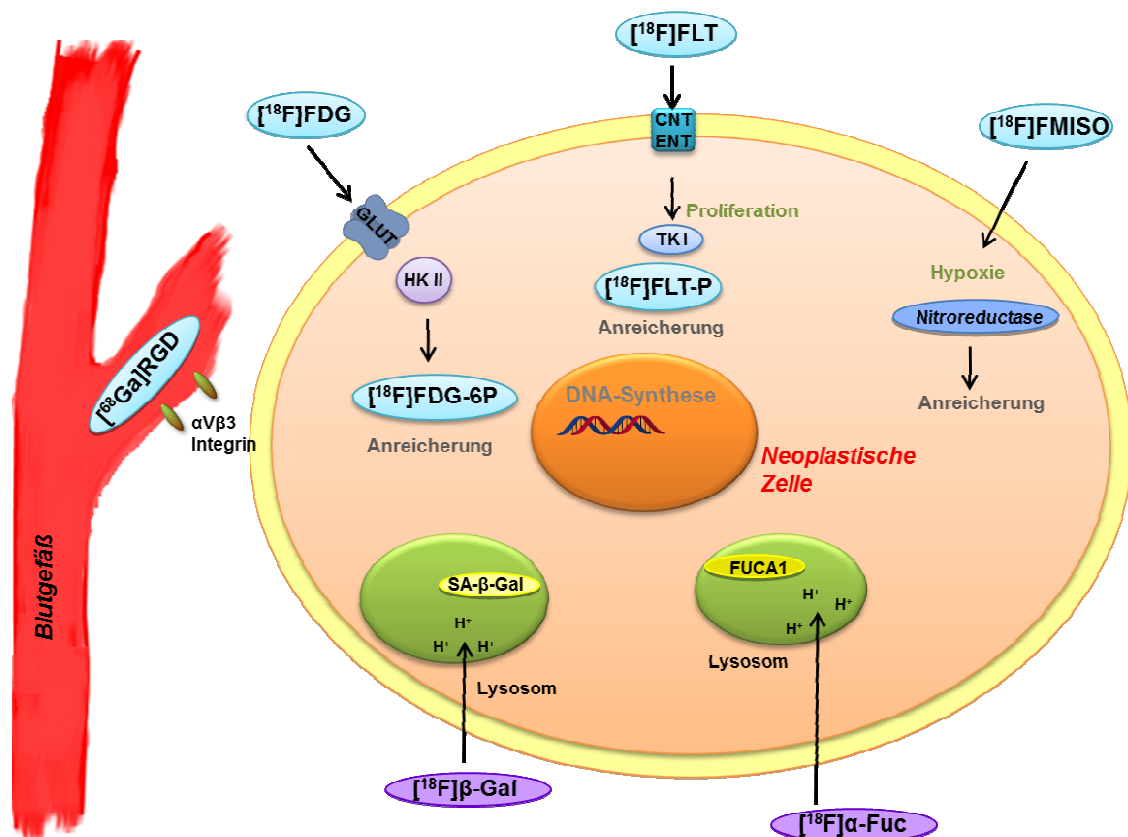 [¹⁸F]FLT
[¹⁸F]FDG
CNT
ENT
[¹⁸F]FMISO
GLUT
Proliferation
TK I
HK II
[¹⁸F]FLT-P
Anreicherung
Hypoxie
Nitroreductase
Anreicherung
[⁶⁸Ga]RGD
αVβ3
Integrin
[¹⁸F]FDG-6P
Anreicherung
DNA-Synthese
Neoplastische
Zelle
Blutgefäß
SA-β-Gal
H⁺
H⁺ H⁺
Lysosom
FUCA1
H⁺
H⁺
H⁺
Lysosom
[¹⁸F]β-Gal
[¹⁸F]α-Fuc